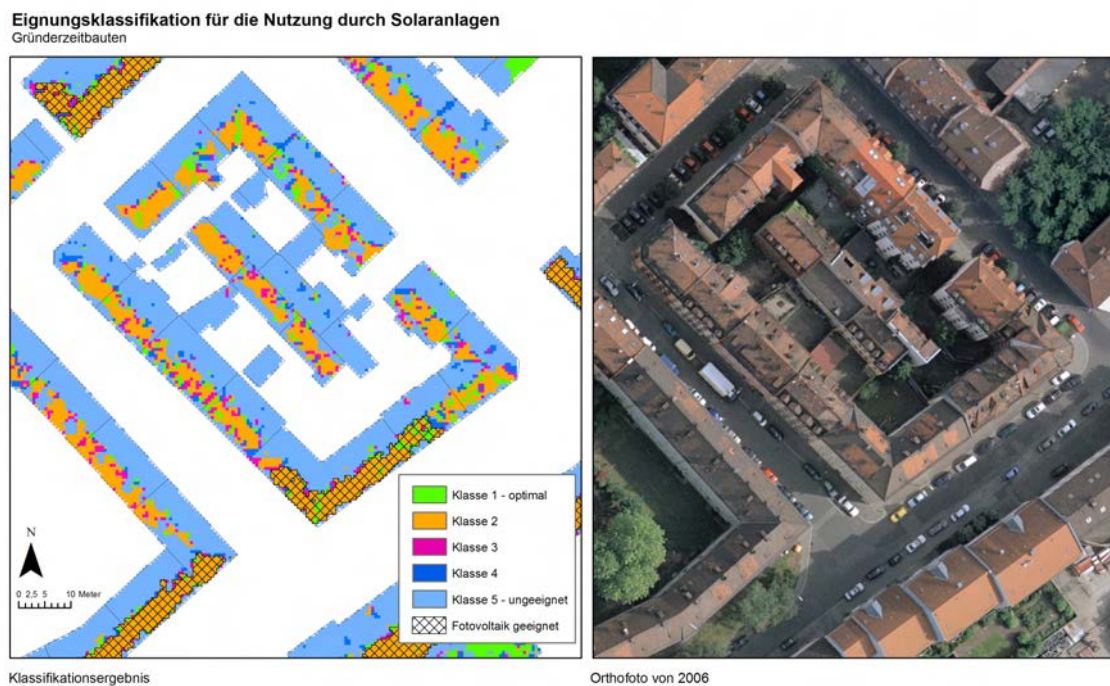 Eignungsklassifikation für die Nutzung durch Solaranlagen
Gründerzeitbauten
Klasse 1 - optimal
Klasse 2
Klasse 3
Klasse 4
Klasse 5 - ungeeignet
Fotovoltaik geeignet
N
0 2,5 5 10 Meter
Klassifikationsergebnis
Orthofoto von 2006